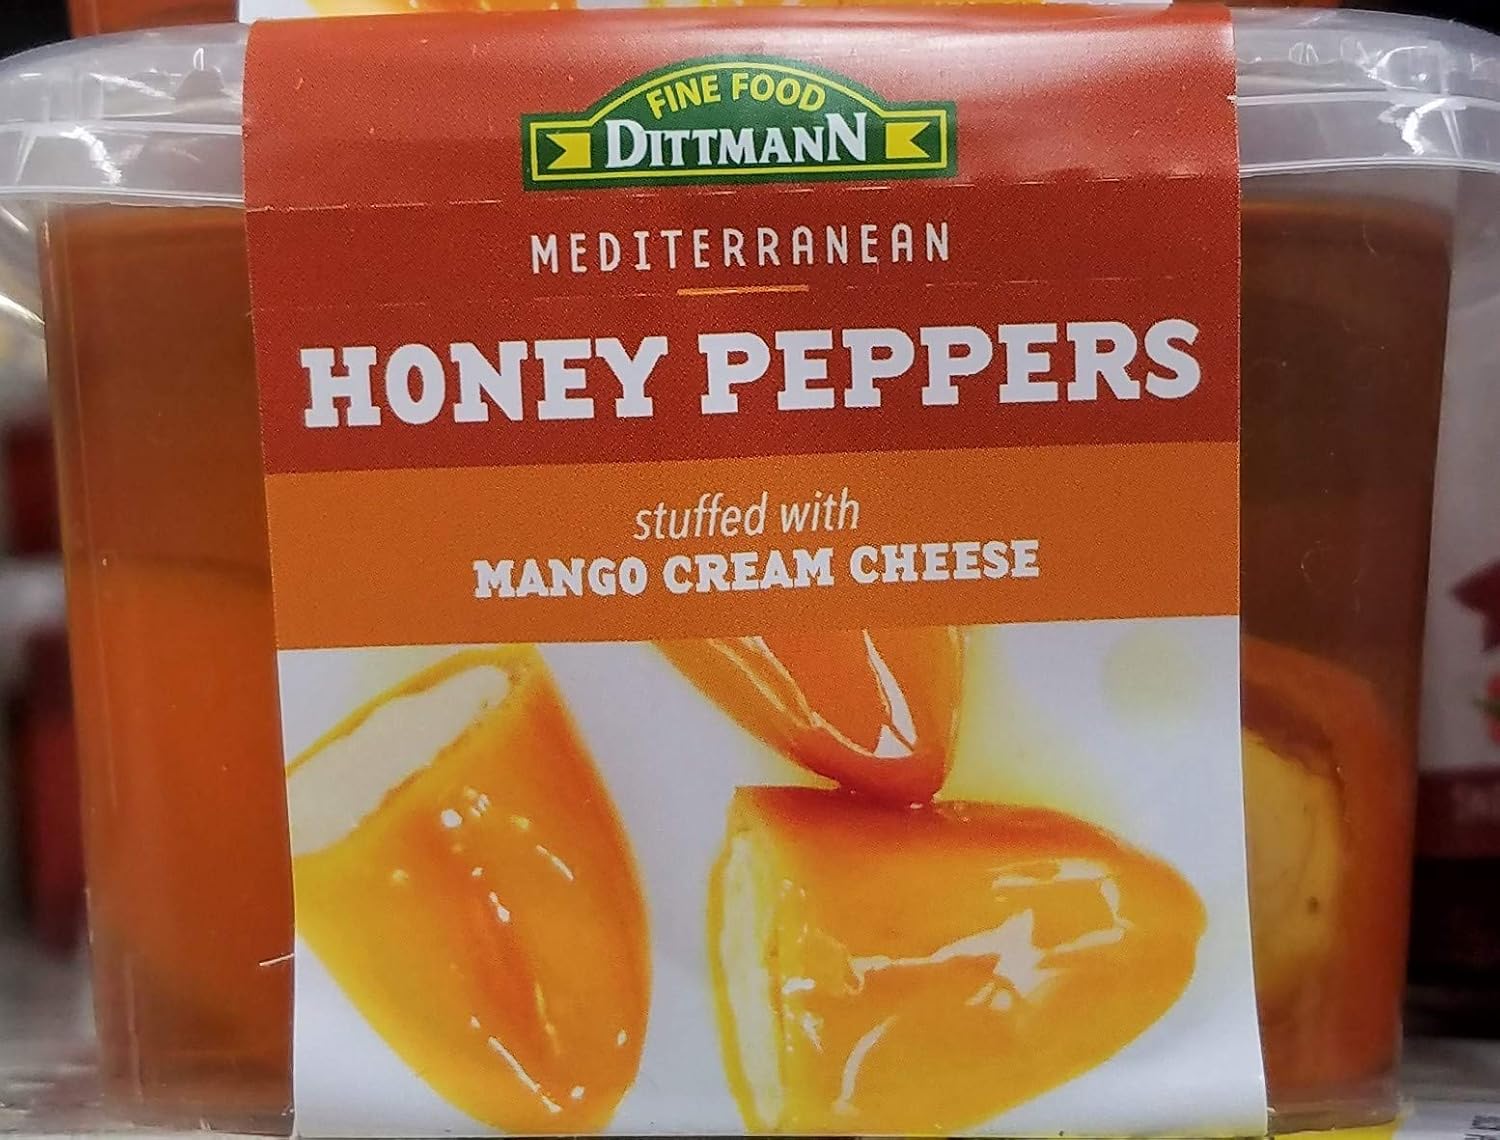 FINE FOOD
DITTMANN
MEDITERRANEAN
HONEY PEPPERS
stuffed with
MANGO CREAM CHEESE